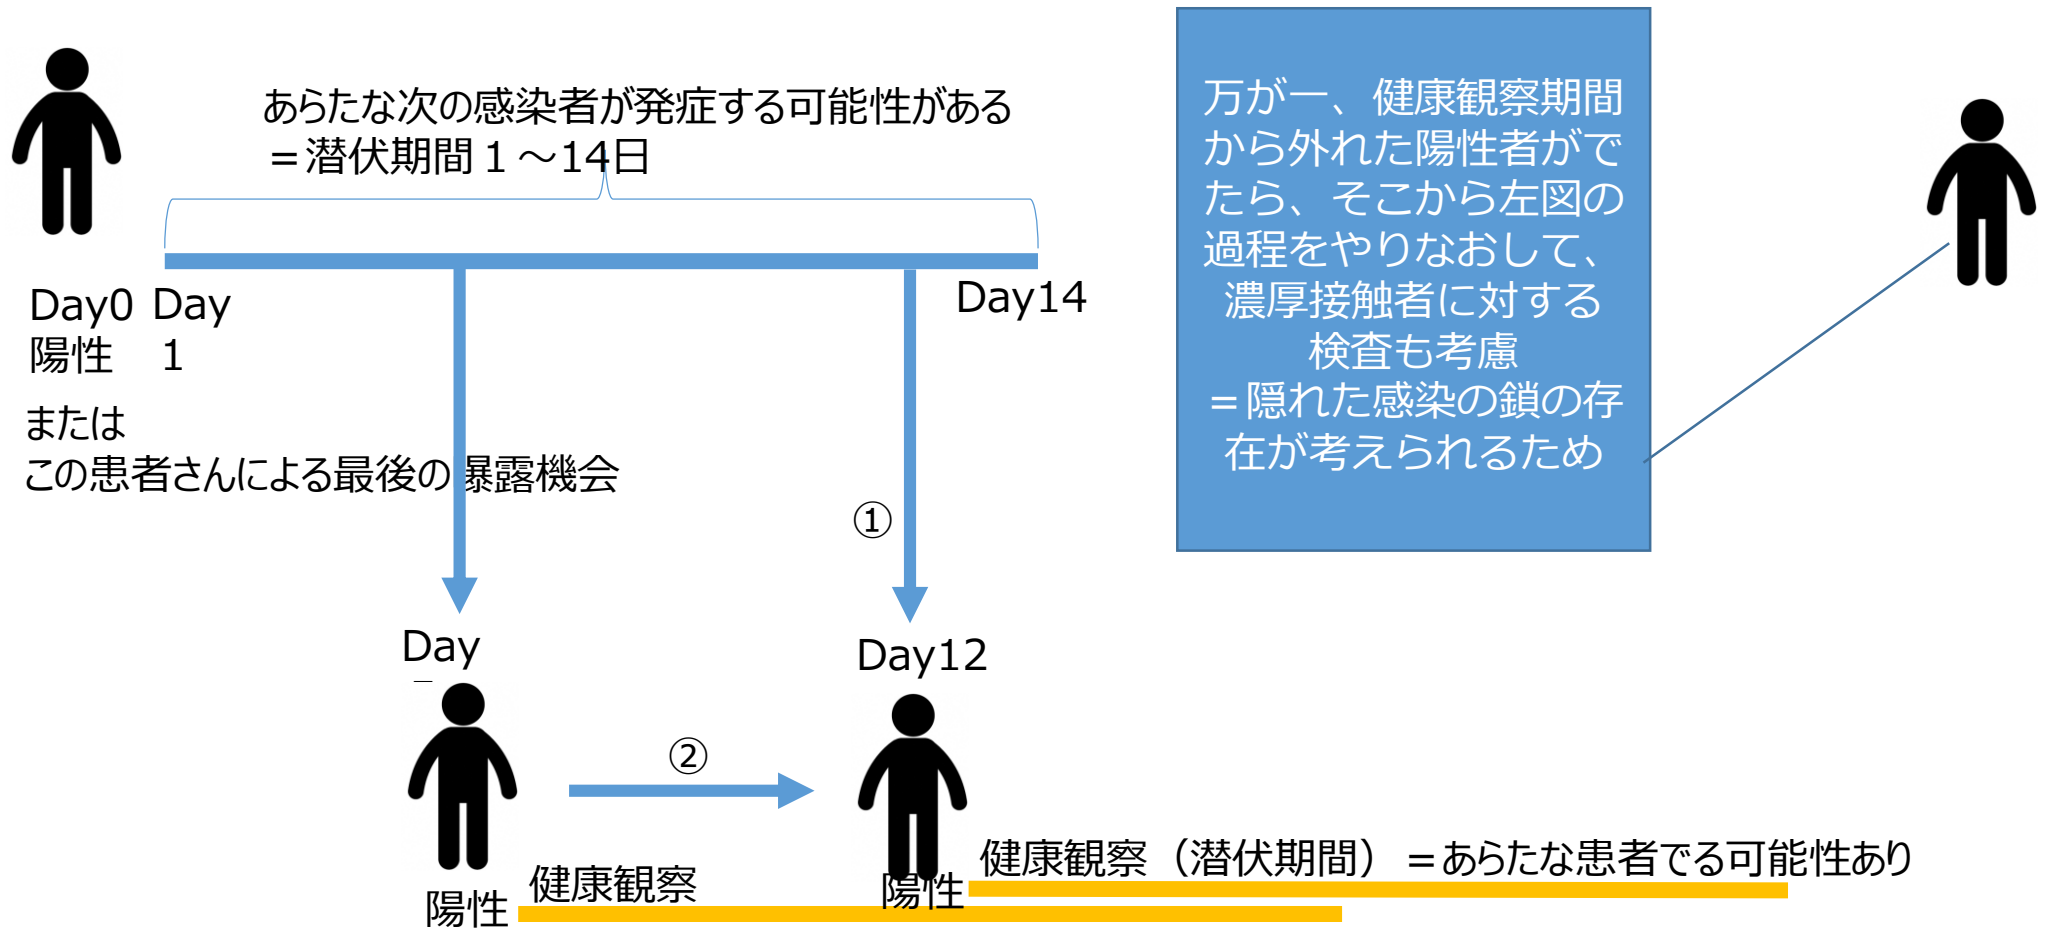 あらたな次の感染者が発症する可能性がある
＝潜伏期間１～14日
Day0
陽性
Day
1
Day14
または
この患者さんによる最後の暴露機会
万が一、健康観察期間
から外れた陽性者がで
たら、そこから左図の
過程をやりなおして、
濃厚接触者に対する
検査も考慮
＝隠れた感染の鎖の存
在が考えられるため
①
Day
Day12
②
陽性
健康観察
陽性
健康観察（潜伏期間）＝あらたな患者でる可能性あり